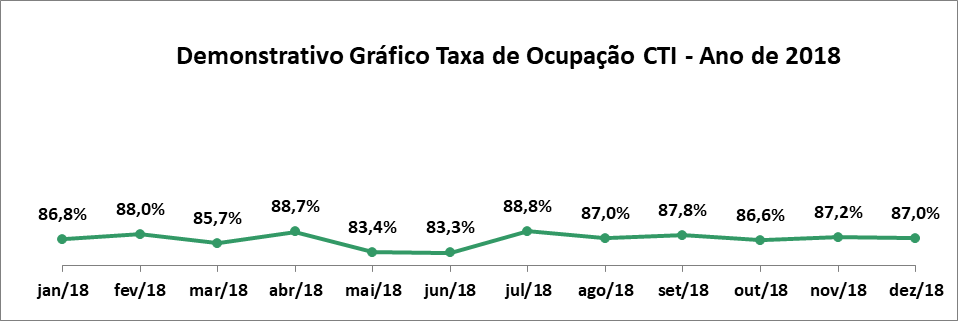 Demonstrativo Gráfico Taxa de Ocupação CTI - Ano de 2018
86,8% 88,0% 85,7% 88,7% 83,4% 83,3% 88,8% 87,0% 87,8% 86,6% 87,2% 87,0%
jan/18 fev/18 mar/18 abr/18 mai/18 jun/18 jul/18 ago/18 set/18 out/18 nov/18 dez/18